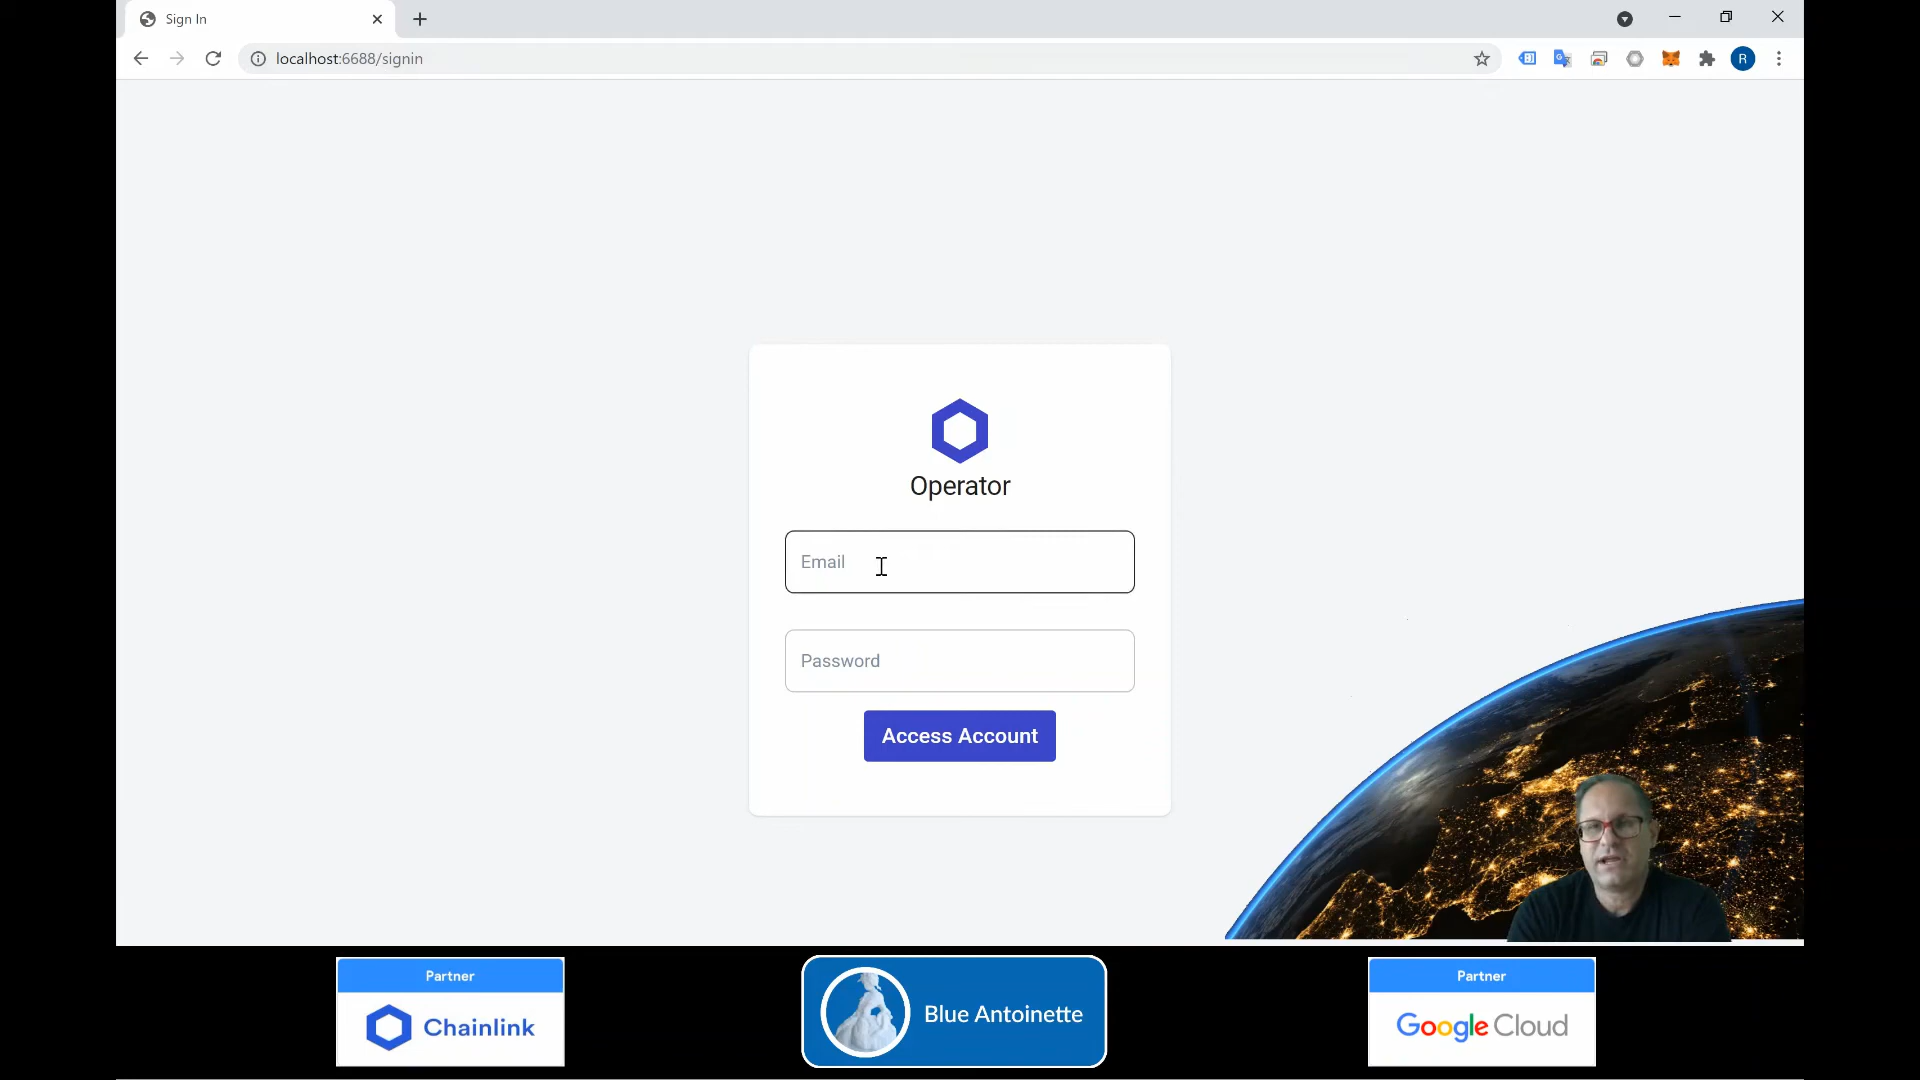 Sign In
localhost:6688/signin
R
Operator
Email
Password
Access Account
Partner
Chainlink
Blue Antoinette
Partner
Google Cloud